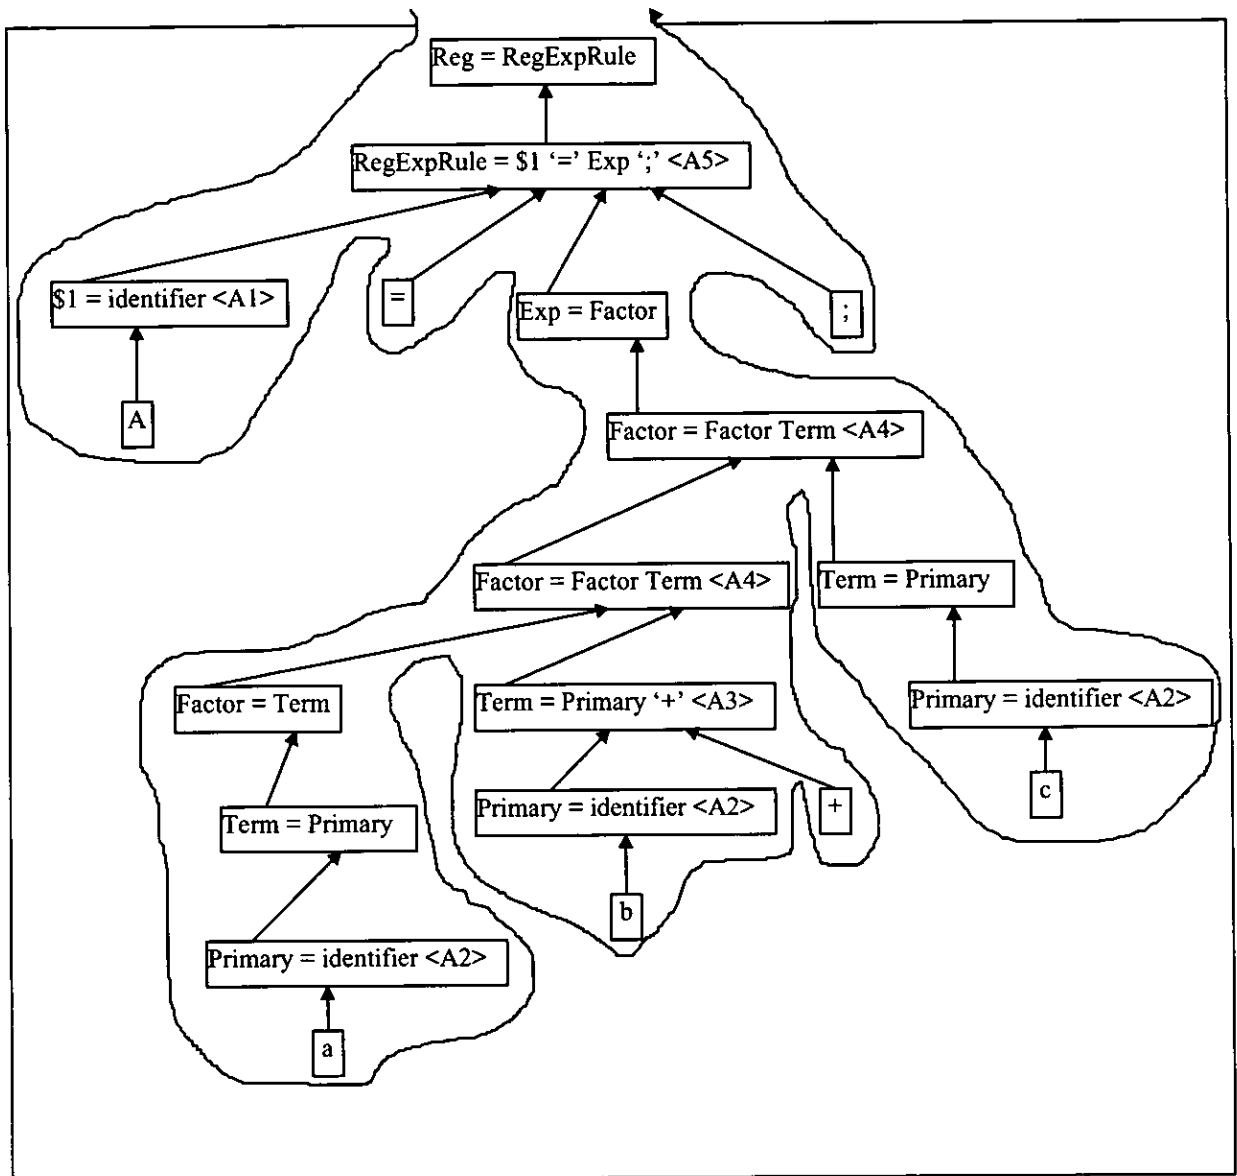 Reg = RegExpRule
RegExpRule = $1 ‘=’ Exp ‘;’ <A5>
$1 = identifier <A1>
=
Exp = Factor
;
A
Factor = Factor Term <A4>
Factor = Factor Term <A4>
Term = Primary
Factor = Term
Term = Primary ‘+’ <A3>
Primary = identifier <A2>
Term = Primary
Primary = identifier <A2>
+
c
b
Primary = identifier <A2>
a